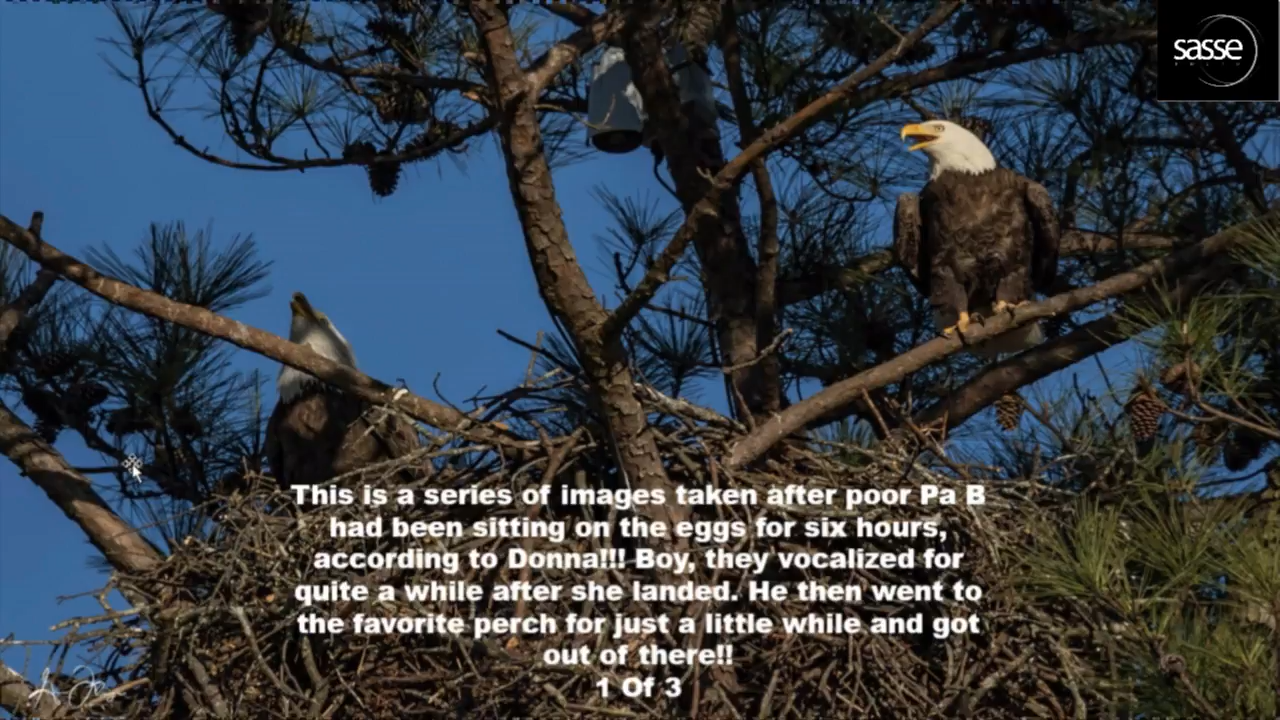 sasse
This is a series of images taken after poor Pa B
had been sitting on the eggs for six hours,
according to Donna!!! Boy, they vocalized for
quite a while after she landed. He then went to
the favorite perch for just a little while and got
out of there!!
1 Of 3